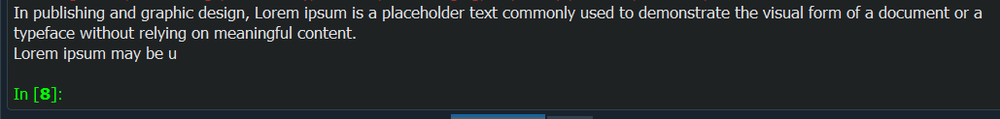 In publishing and graphic design, Lorem ipsum is a placeholder text commonly used to demonstrate the visual form of a document or a
typeface without relying on meaningful content.
Lorem ipsum may be u
In [8]: